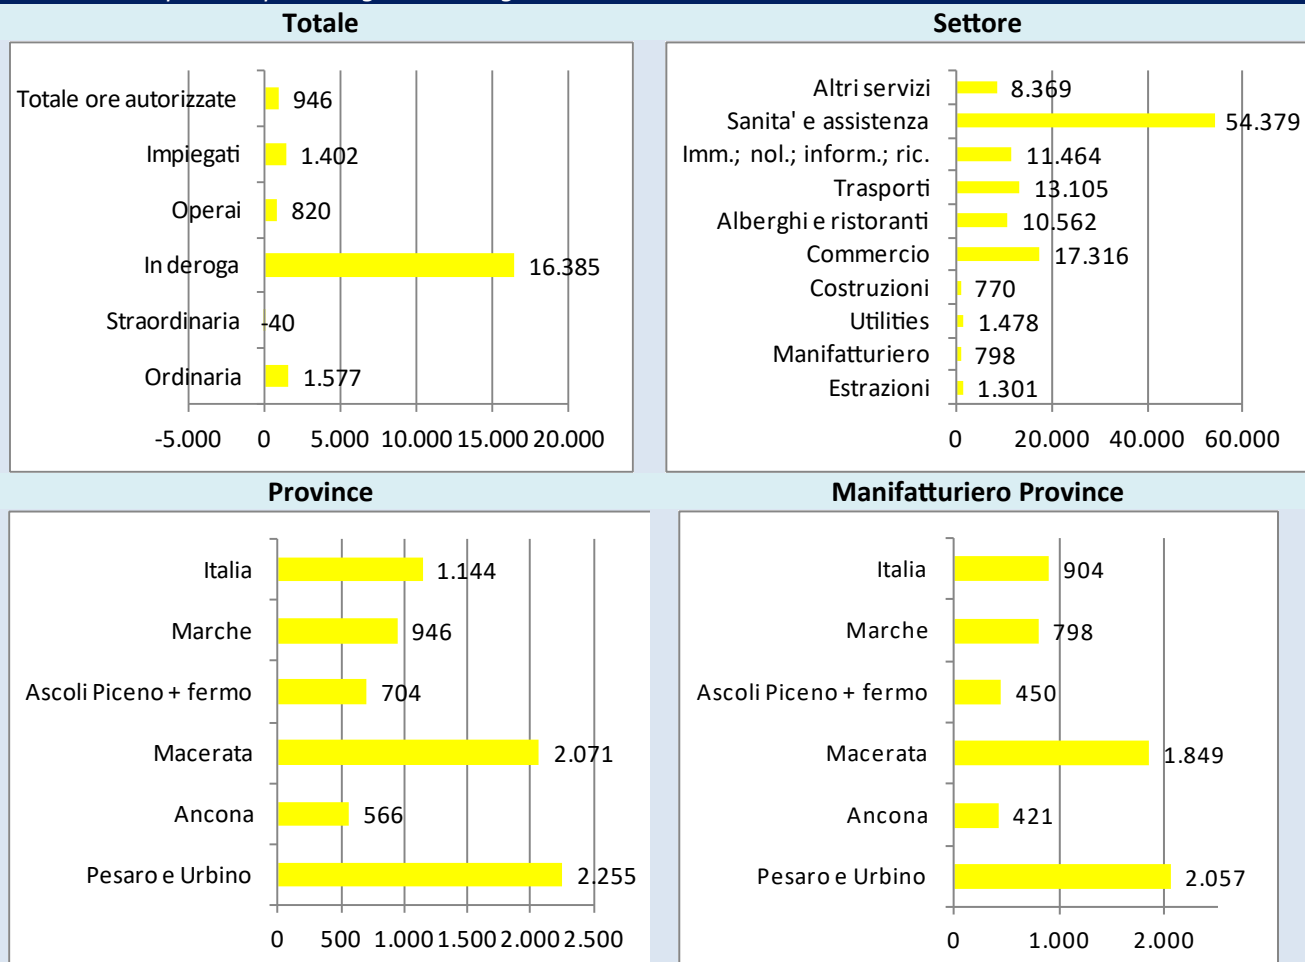 Totale
Totale ore autorizzate 946
Impiegati 1.402
Operai 820
In deroga 16.385
Straordinaria -40
Ordinaria 1.577
-5.000 0 5.000 10.000 15.000 20.000
Settore
Altri servizi 8.369
Sanita' e assistenza 54.379
Imm.; nol.; inform.; ric. 11.464
Trasporti 13.105
Alberghi e ristoranti 10.562
Commercio 17.316
Costruzioni 770
Utilities 1.478
Manifatturiero 798
Estrazioni 1.301
0 20.000 40.000 60.000
Province
Italia 1.144
Marche 946
Ascoli Piceno + fermo 704
Macerata 2.071
Ancona 566
Pesaro e Urbino 2.255
0 500 1.000 1.500 2.000 2.500
Manifatturiero Province
Italia 904
Marche 798
Ascoli Piceno + fermo 450
Macerata 1.849
Ancona 421
Pesaro e Urbino 2.057
0 1.000 2.000